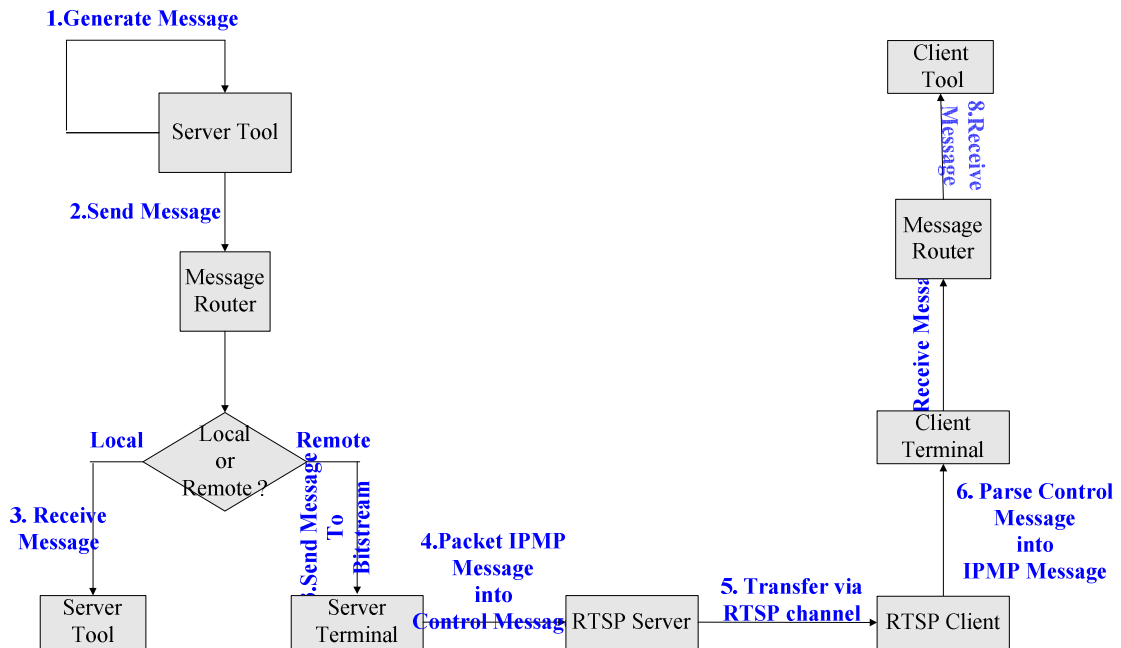 1.Generate Message
Server Tool
2.Send Message
Message
Router
Local
or
Remote ?
Local
Remote
3. Receive
Message
Server
Tool
3.Send Message
To
Bitstream
Server
Terminal
4.Packet IPMP
Message
into
Control Messag
RTSP Server
5. Transfer via
RTSP channel
RTSP Client
6. Parse Control
Message
into
IPMP Message
Client
Terminal
Receive Messa
Message
Router
8.Receive
Message
Client
Tool